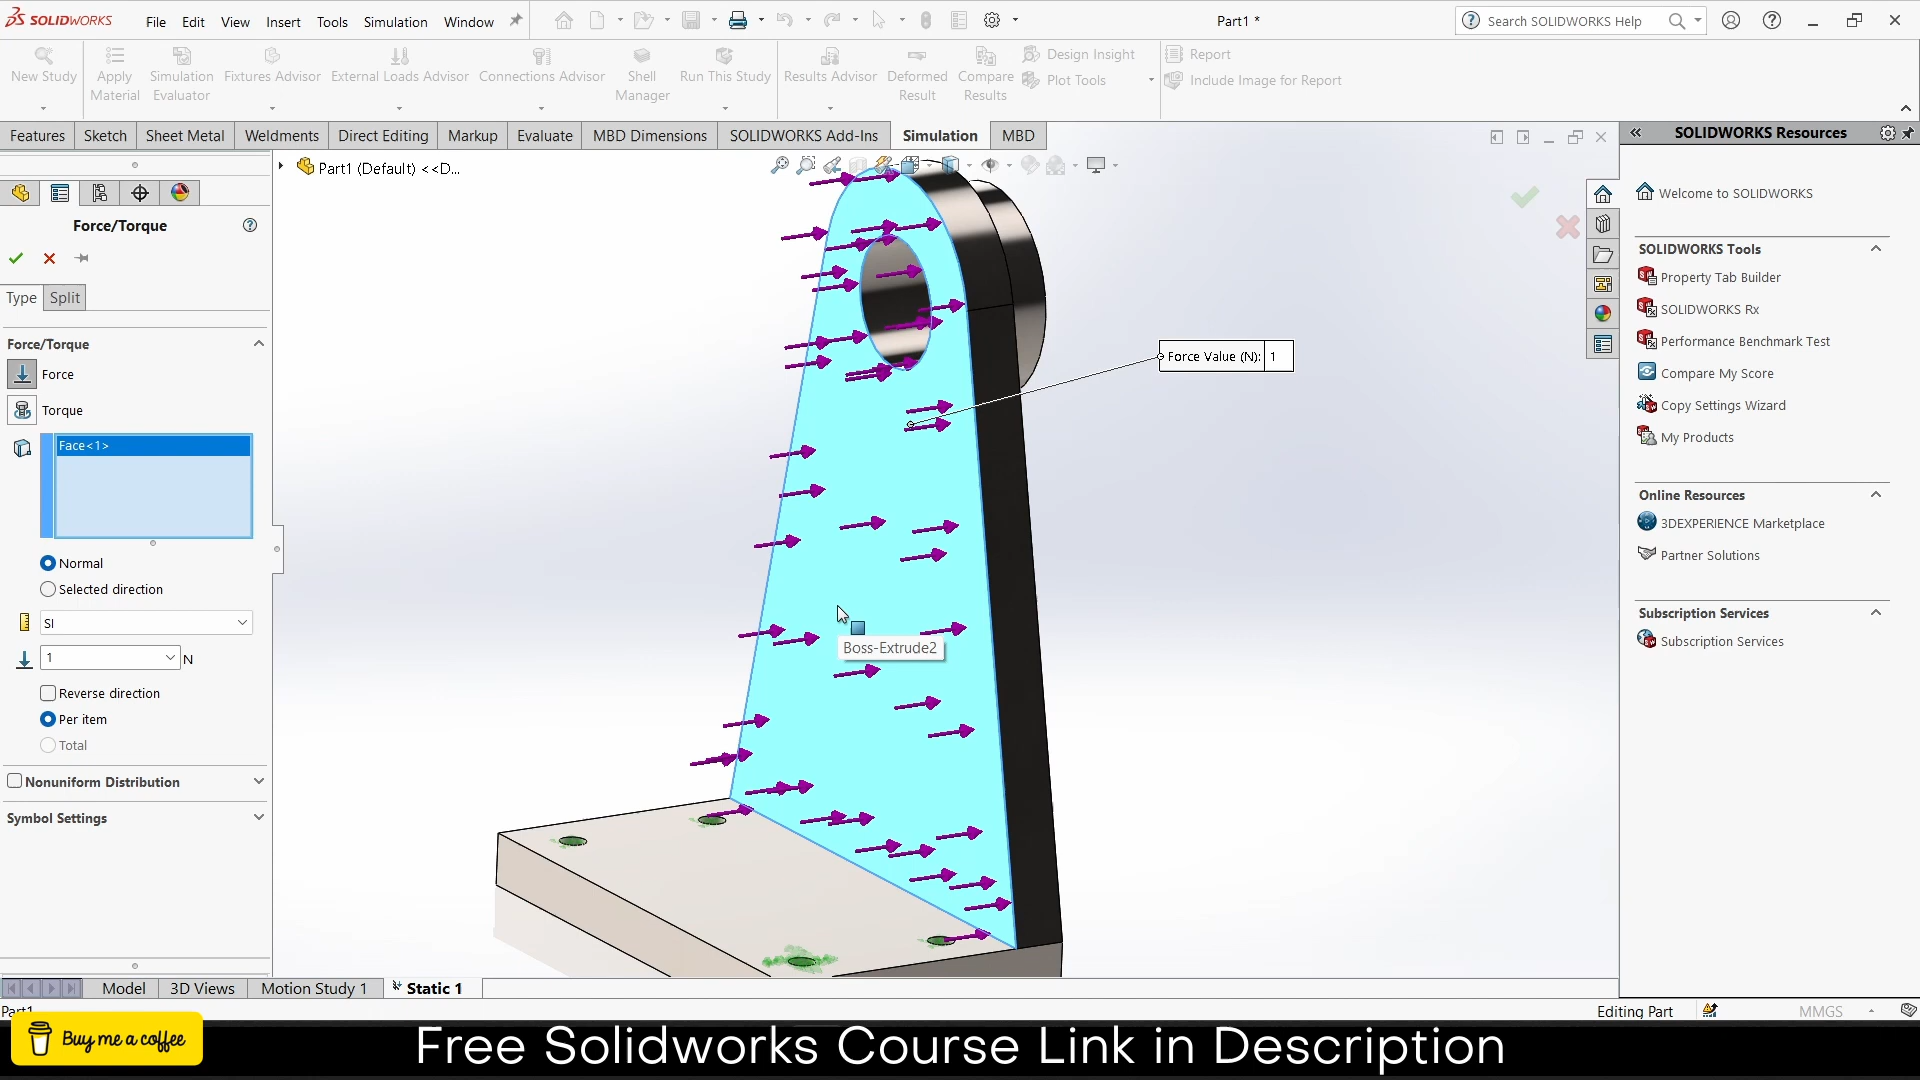 SOLIDWORKS
File
Edit
View
Insert
Tools
Simulation
Window
Part1 *
Search SOLIDWORKS Help
New Study
Apply
Material
Simulation
Evaluator
Fixtures Advisor
External Loads Advisor
Connections Advisor
Shell
Manager
Run This Study
Results Advisor
Deformed
Result
Compare
Results
Design Insight
Plot Tools
Report
Include Image for Report
Features
Sketch
Sheet Metal
Weldments
Direct Editing
Markup
Evaluate
MBD Dimensions
SOLIDWORKS Add-Ins
Simulation
MBD
SOLIDWORKS Resources
Part1 (Default) <<D...
Force/Torque
Type
Split
Force/Torque
Force
Torque
Face<1>
Normal
Selected direction
SI
1
N
Reverse direction
Per item
Total
Nonuniform Distribution
Symbol Settings
Force Value (N): 1
Boss-Extrude2
Welcome to SOLIDWORKS
SOLIDWORKS Tools
Property Tab Builder
SOLIDWORKS Rx
Performance Benchmark Test
Compare My Score
Copy Settings Wizard
My Products
Online Resources
3DEXPERIENCE Marketplace
Partner Solutions
Subscription Services
Subscription Services
Model
3D Views
Motion Study 1
Static 1
Part1
Editing Part
MMGS
Buy me a coffee
Free Solidworks Course Link in Description